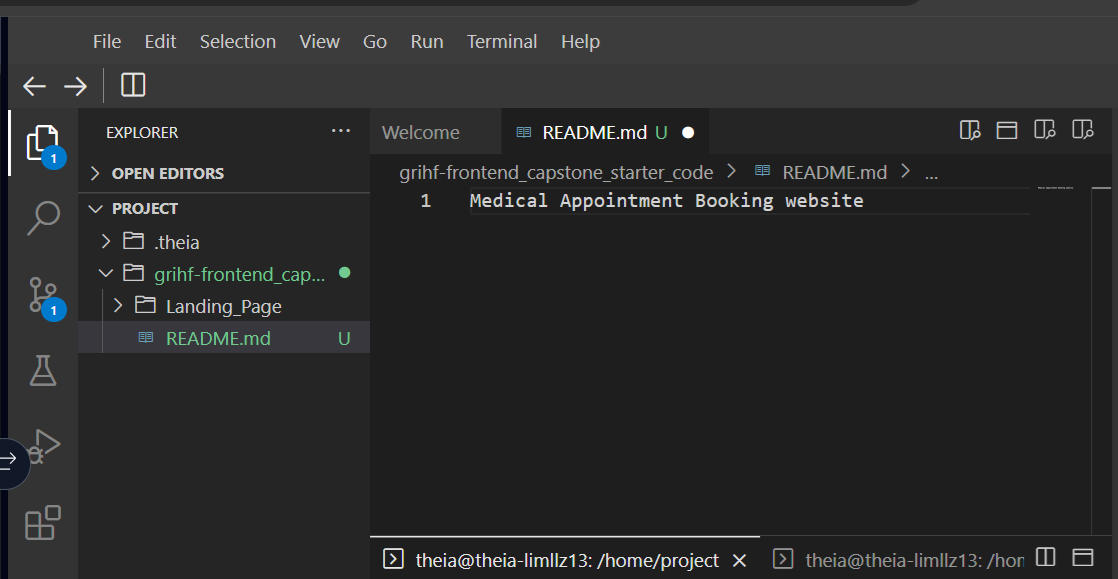 File Edit Selection View Go Run Terminal Help
EXPLORER ...
1
OPEN EDITORS
PROJECT
.theia
grihf-frontend_cap...
1
Landing_Page
README.md U
Welcome README.md U
grihf-frontend_capstone_starter_code > README.md > ...
1 Medical Appointment Booking website
theia@theia-limllz13: /home/project theia@theia-limllz13: /hor